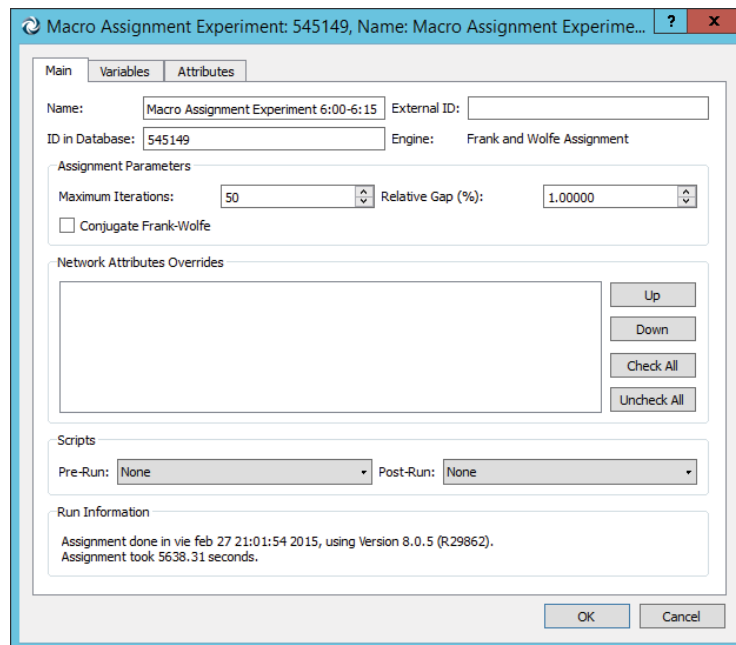 Macro Assignment Experiment: 545149, Name: Macro Assignment Experime... ? x
Main Variables Attributes
Name: Macro Assignment Experiment 6:00-6:15 External ID:
ID in Database: 545149 Engine: Frank and Wolfe Assignment
Assignment Parameters
Maximum Iterations: 50 Relative Gap (%): 1.00000
Conjugate Frank-Wolfe
Network Attributes Overrides
Up
Down
Check All
Uncheck All
Scripts
Pre-Run: None Post-Run: None
Run Information
Assignment done in vie feb 27 21:01:54 2015, using Version 8.0.5 (R29862).
Assignment took 5638.31 seconds.
OK Cancel